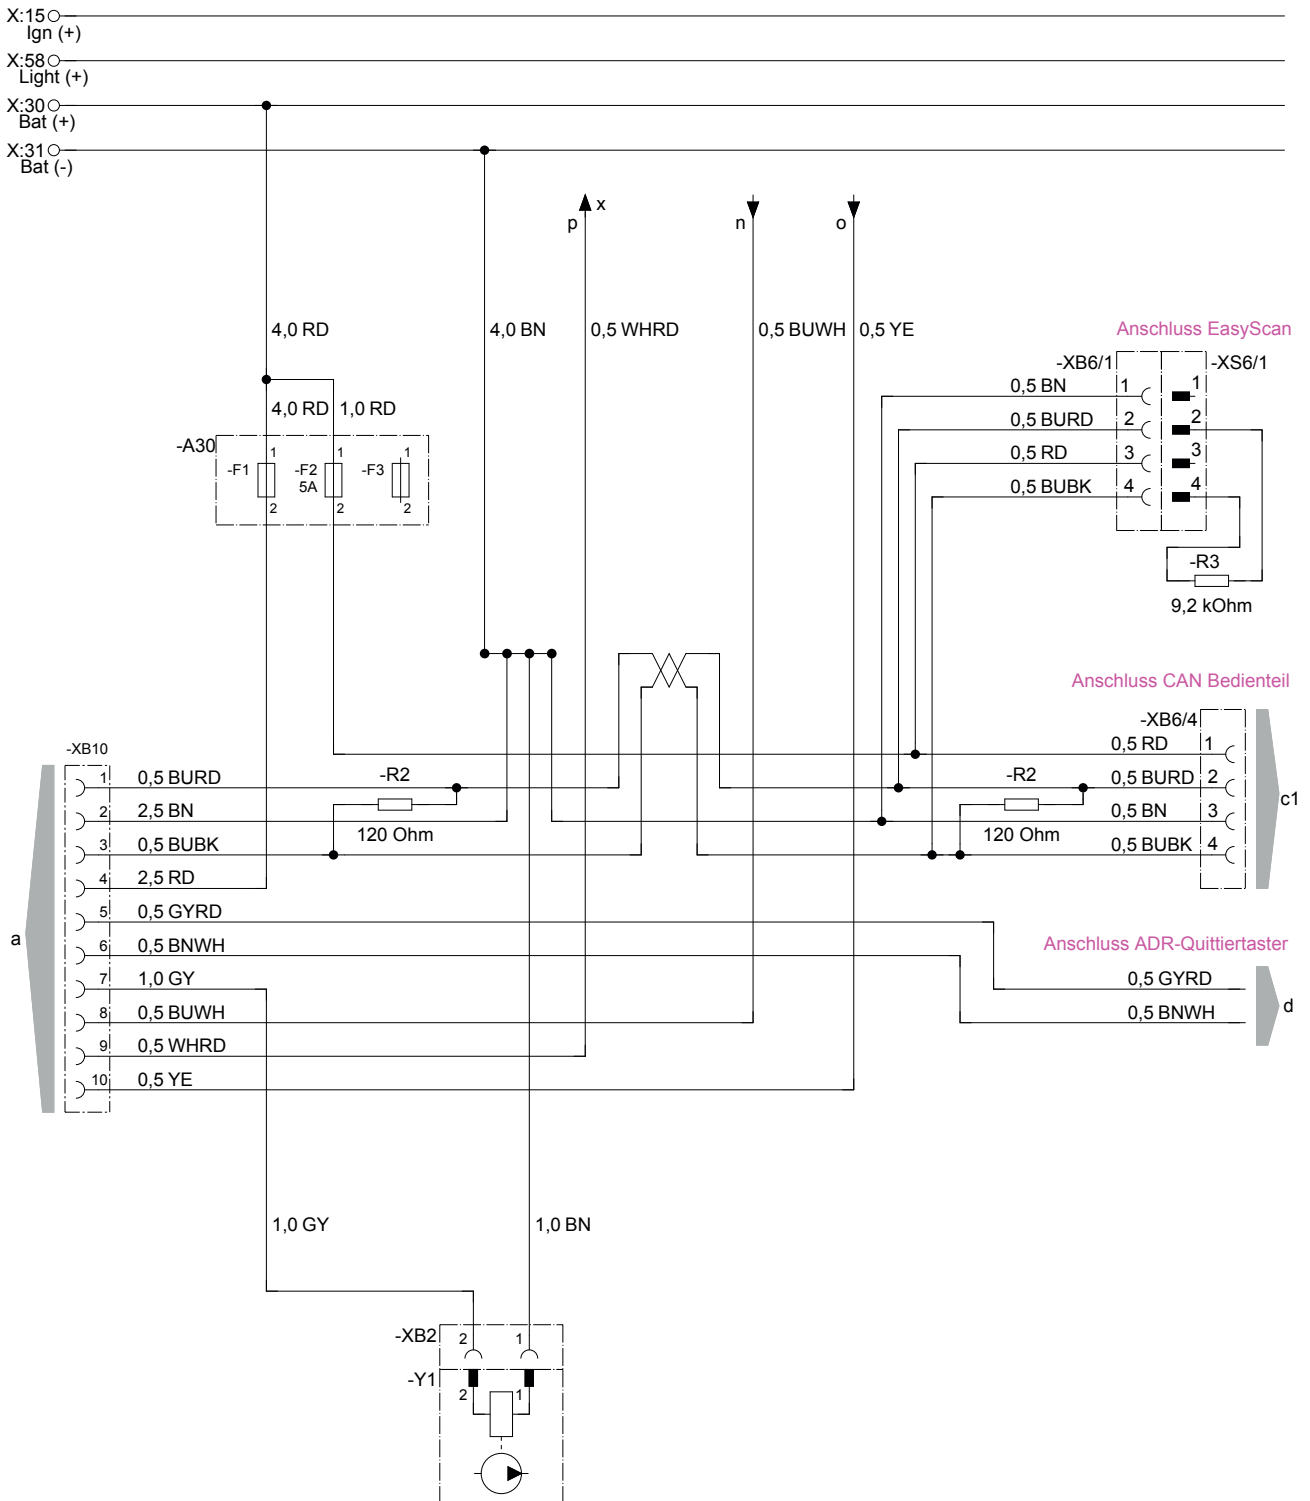 X:15
Ign (+)
X:58
Light (+)
X:30
Bat (+)
X:31
Bat (-)
p
x
n
o
4,0 RD
4,0 BN
0,5 WHRD
0,5 BUWH
0,5 YE
Anschluss EasyScan
-XB6/1
-XS6/1
0,5 BN
1
1
0,5 BURD
2
2
0,5 RD
3
3
0,5 BUBK
4
4
-R3
9,2 kOhm
4,0 RD
1,0 RD
-A30
1
1
1
-F1
-F2
5A
-F3
2
2
2
Anschluss CAN Bedienteil
-XB6/4
0,5 RD
1
0,5 BURD
2
0,5 BN
3
0,5 BUBK
4
c1
-XB10
1
0,5 BURD
-R2
-R2
2
2,5 BN
120 Ohm
120 Ohm
3
0,5 BUBK
4
2,5 RD
5
0,5 GYRD
a
6
0,5 BNWH
7
1,0 GY
8
0,5 BUWH
9
0,5 WHRD
10
0,5 YE
Anschluss ADR-Quittiertaster
0,5 GYRD
0,5 BNWH
d
1,0 GY
1,0 BN
-XB2
2
1
-Y1
2
1